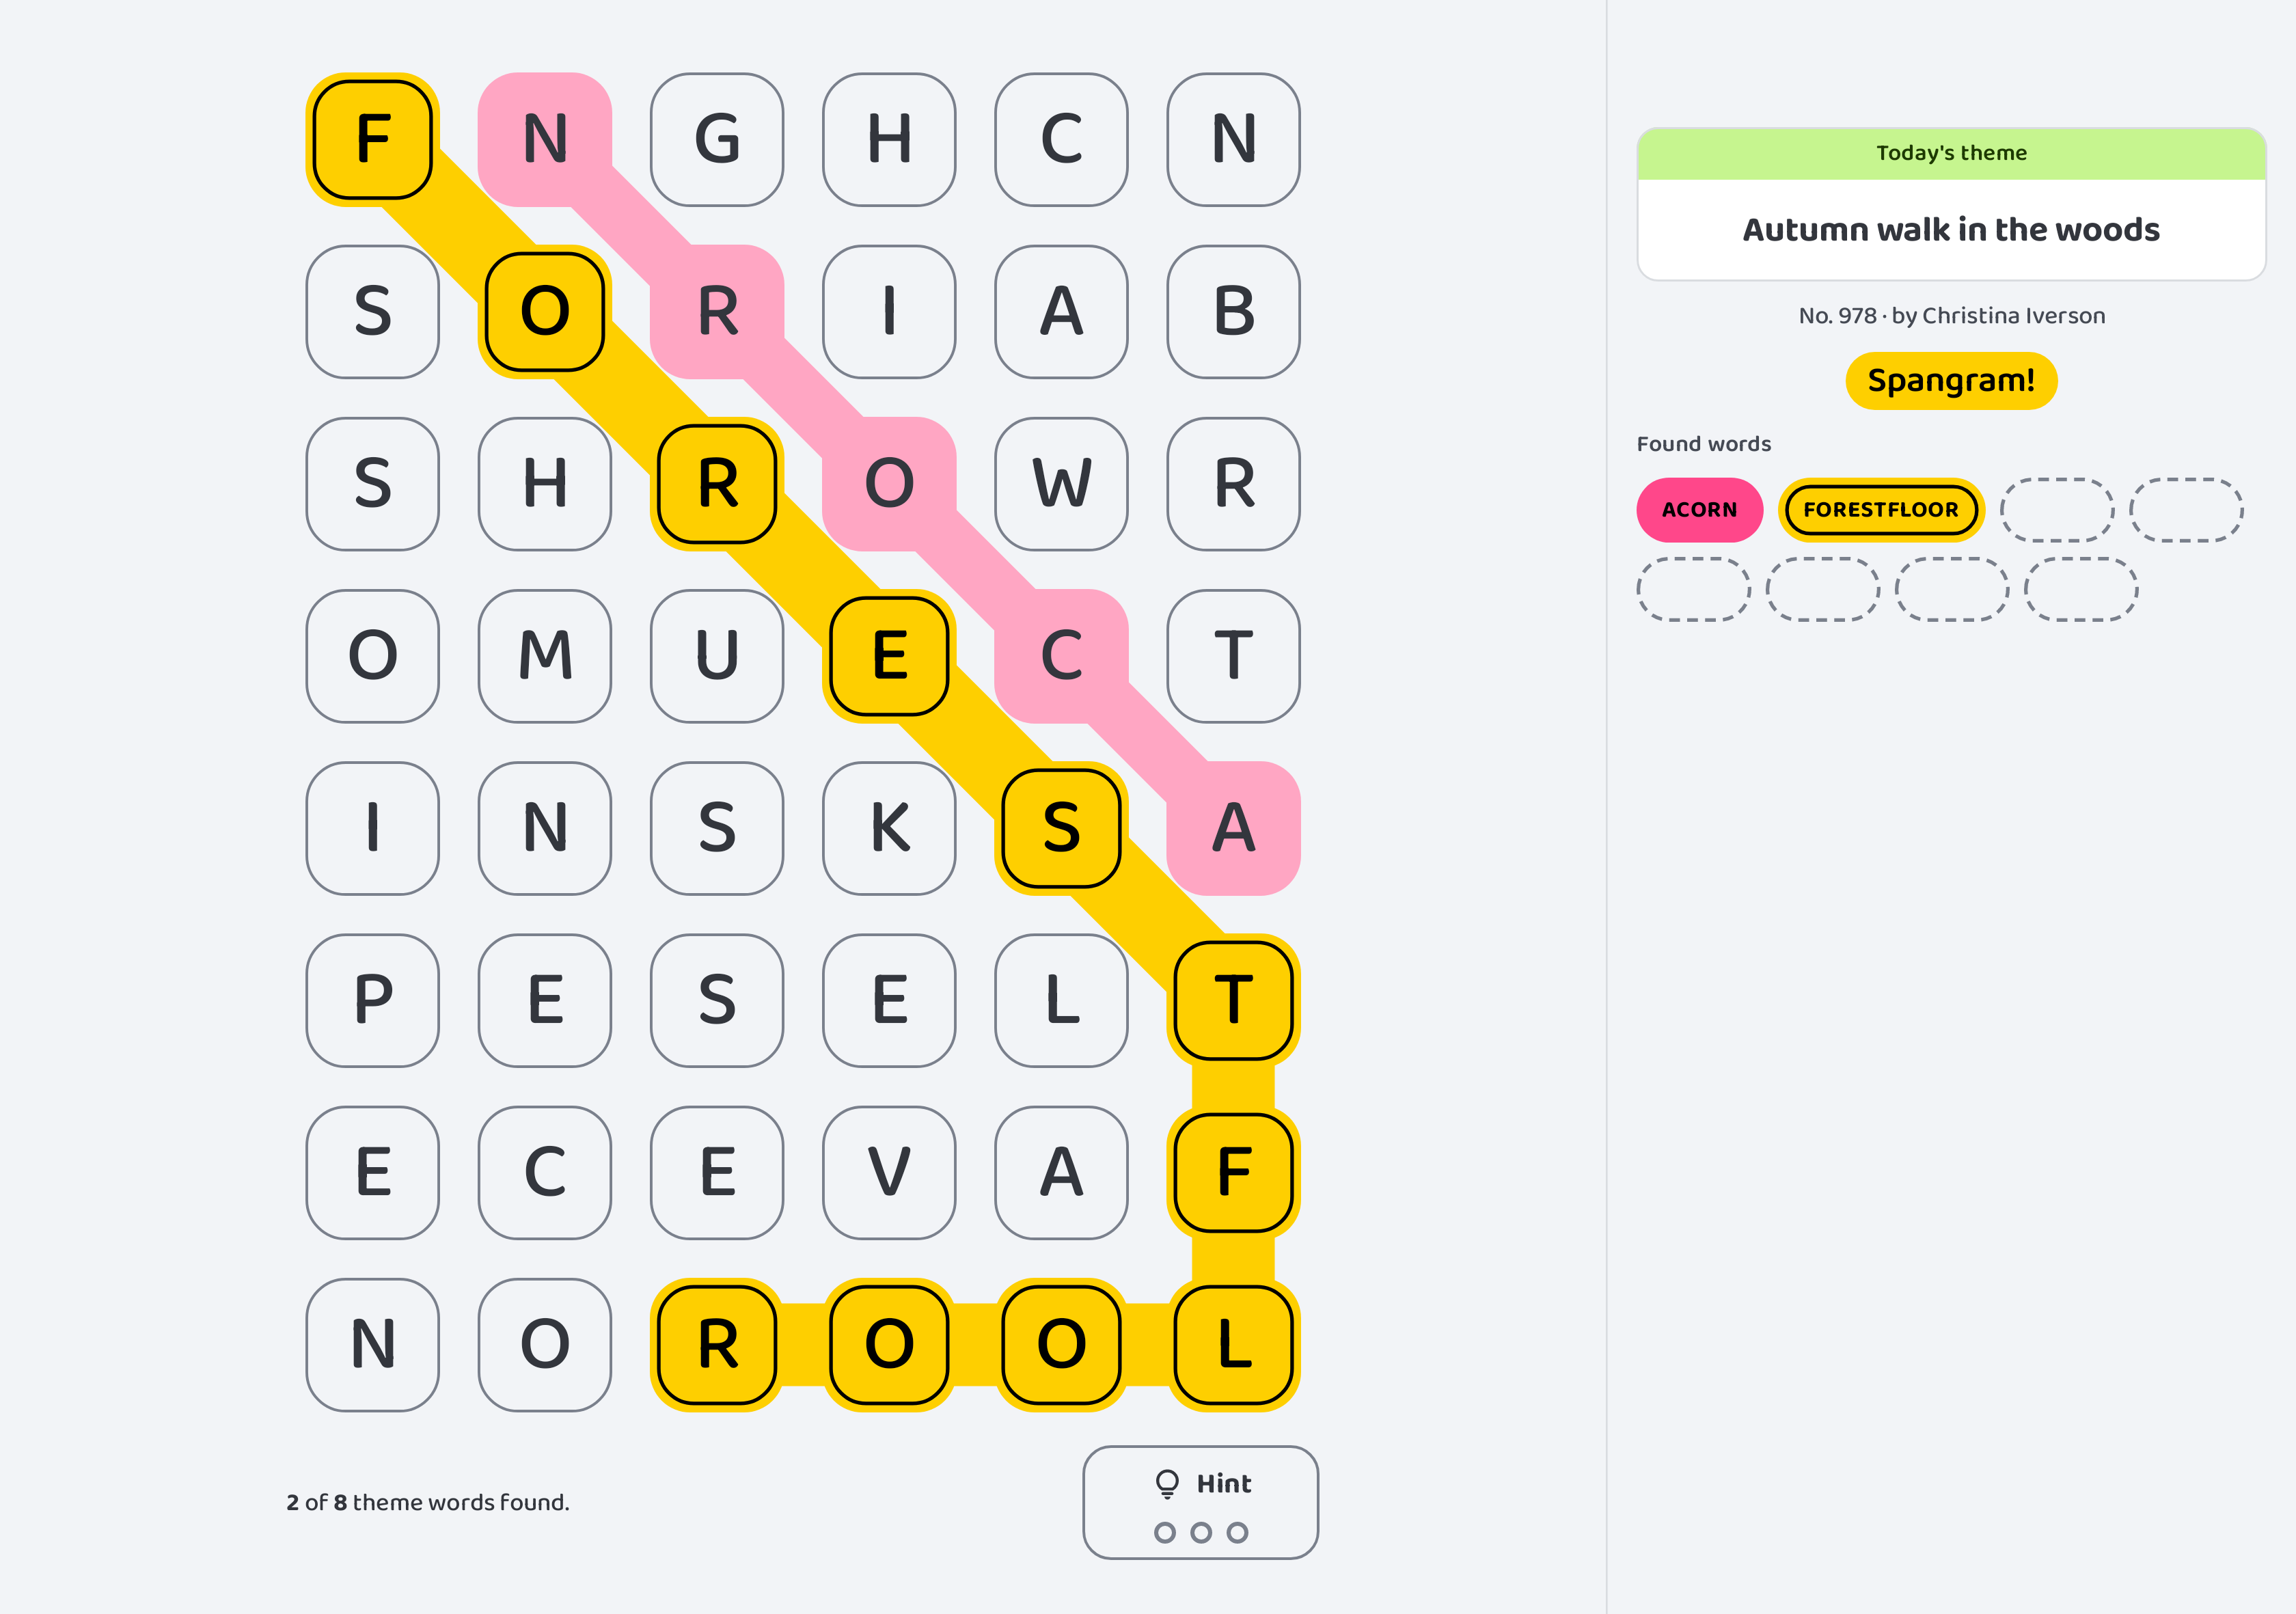 F N G H C N
S O R I A B
S H R O W R
O M U E C T
I N S K S A
P E S E L T
E C E V A F
N O R O O L
2 of 8 theme words found.
Hint
Today's theme
Autumn walk in the woods
No. 978 · by Christina Iverson
Spangram!
Found words
ACORN FORESTFLOOR